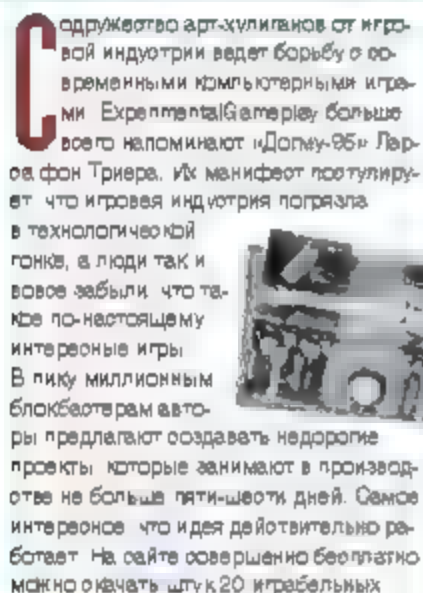 Содружество арт-хулиганов от игро-
вой индустрии ведет борьбу с со-
временными компьютерными игра-
ми ExperimentalGameplay больше
всего напоминают «Догму-95» Лар-
са фон Триера. Их манифест постулиру-
ет что игровая индустрия погрязла
в технологической
гонке, а люди так и
вовсе забыли что та-
кое по-настоящему
интересные игры
В пику миллионным
блокбастерам авто-
ры предлагают создавать недорогие
проекты которые занимают в производ-
стве не больше пяти-шести дней. Самое
интересное что идея действительно ра-
ботает На сайте совершенно бесплатно
можно скачать штук 20 играбельных